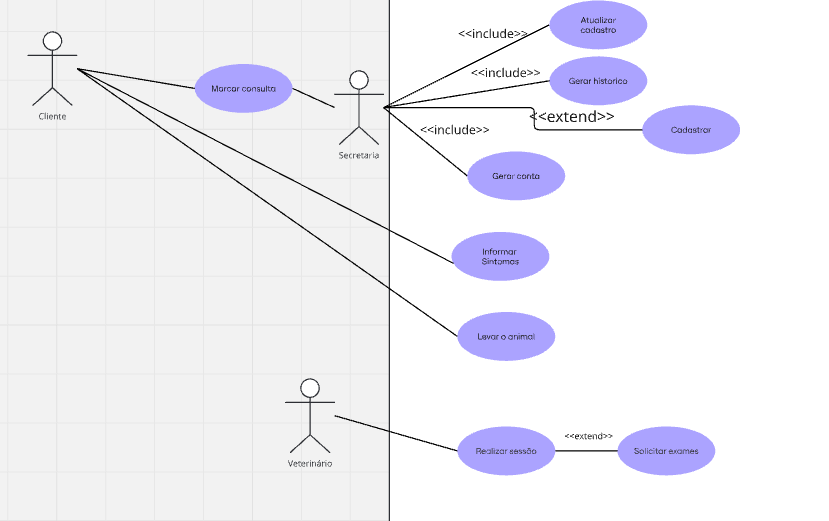 Atualizar
cadastro
<<include>>
<<include>>
Gerar historico
Marcar consulta
Cliente
<<extend>>
Cadastrar
<<include>>
Secretaria
Gerar conta
Informar
Sintomas
Levar o animal
<<extend>>
Realizar sessão
Solicitar exames
Veterinário